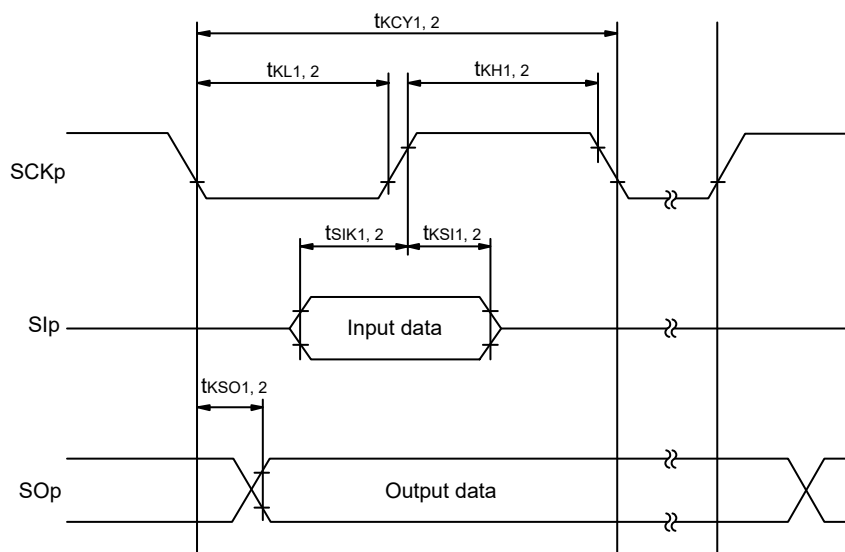 tKCY1, 2
tKL1, 2
tKH1, 2
SCKp
tSIK1, 2
tKSI1, 2
SIp
Input data
tKSO1, 2
SOp
Output data